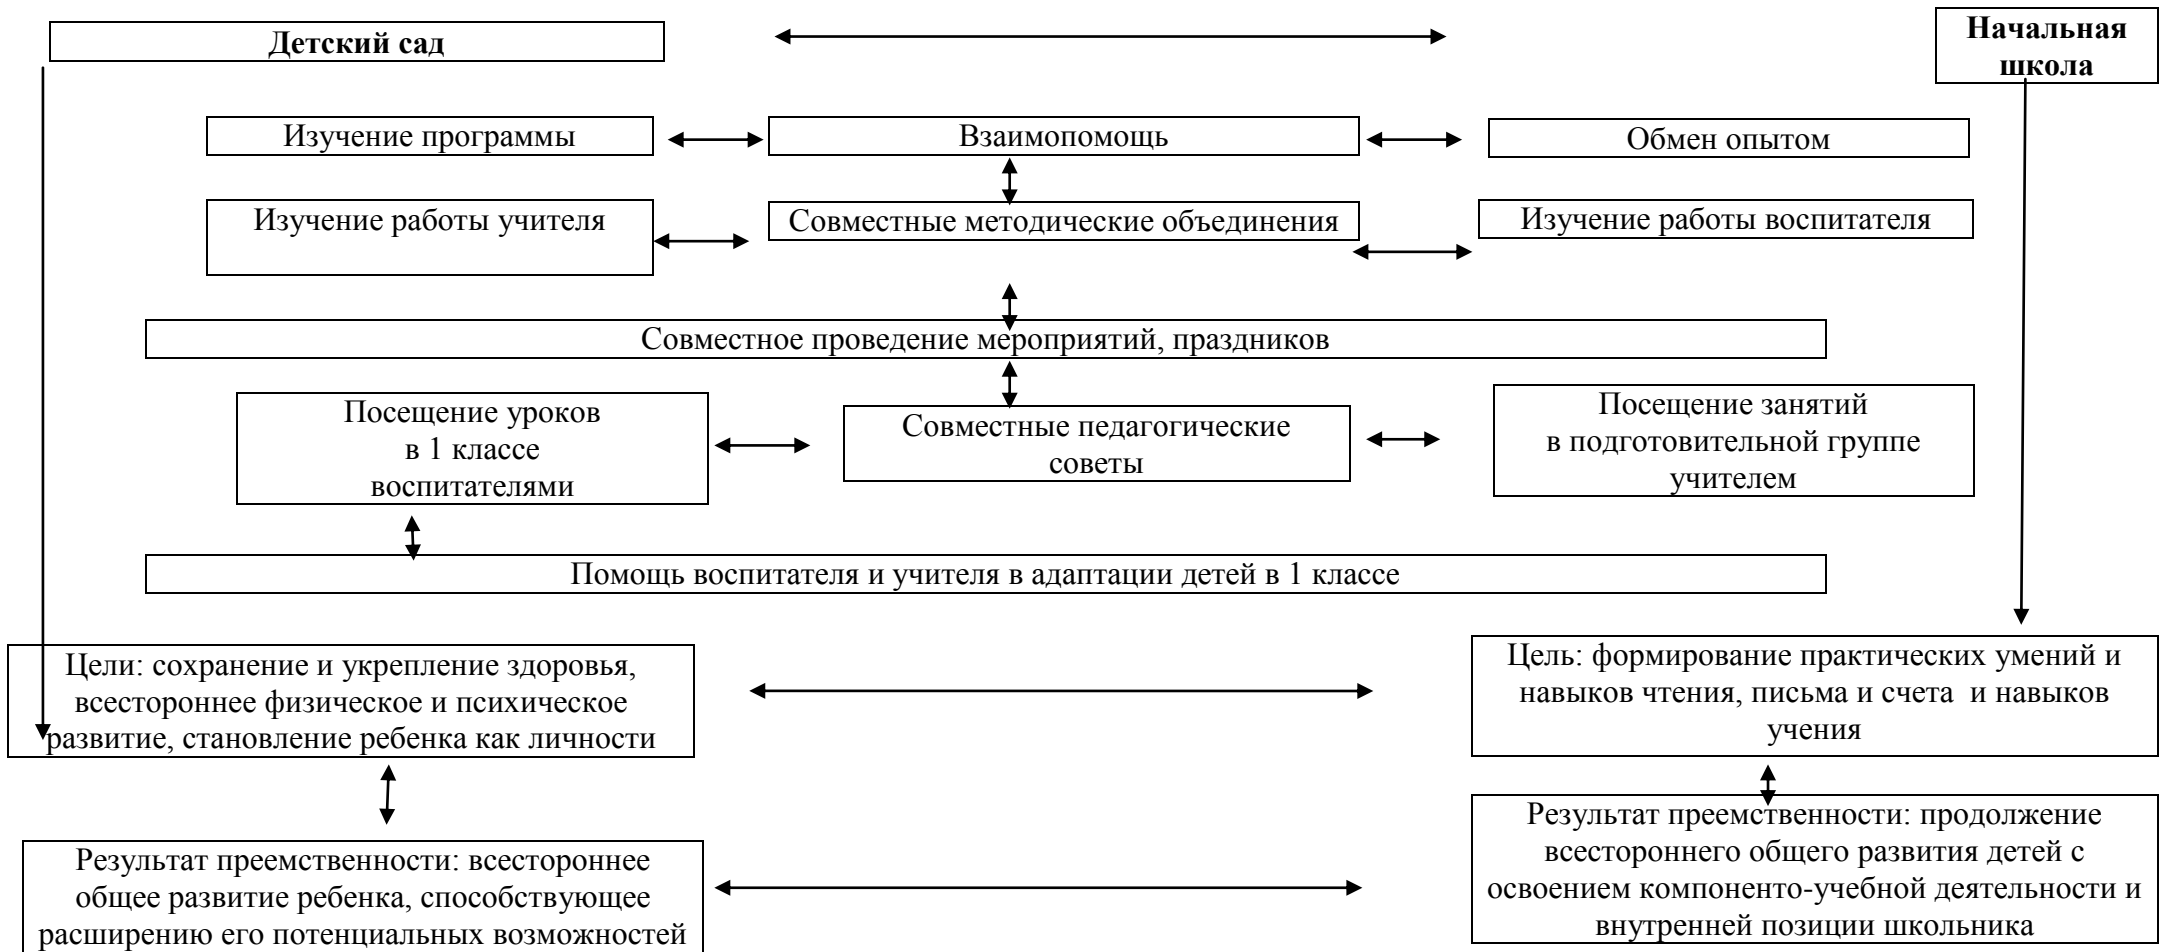 Детский сад
Начальная
школа
Изучение программы
Взаимопомощь
Обмен опытом
Изучение работы учителя
Совместные методические объединения
Изучение работы воспитателя
Совместное проведение мероприятий, праздников
Посещение уроков
в 1 классе
воспитателями
Совместные педагогические
советы
Посещение занятий
в подготовительной группе
учителем
Помощь воспитателя и учителя в адаптации детей в 1 классе
Цели: сохранение и укрепление здоровья,
всестороннее физическое и психическое
развитие, становление ребенка как личности
Цель: формирование практических умений и
навыков чтения, письма и счета и навыков
учения
Результат преемственности: всестороннее
общее развитие ребенка, способствующее
расширению его потенциальных возможностей
Результат преемственности: продолжение
всестороннего общего развития детей с
освоением компоненто-учебной деятельности и
внутренней позиции школьника